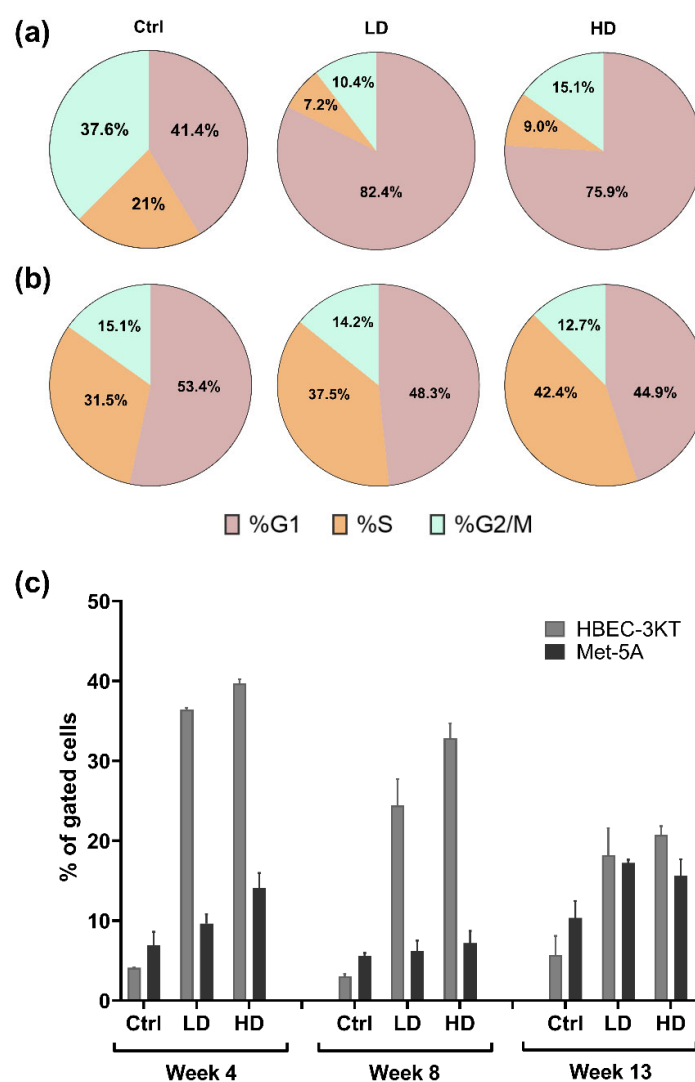 (a) Ctrl LD HD
37.6% 41.4% 21%
10.4% 7.2% 82.4%
15.1% 9.0% 75.9%
(b)
15.1% 31.5% 53.4%
14.2% 37.5% 48.3%
12.7% 42.4% 44.9%
%G1 %S %G2/M
(c)
% of gated cells
50
40
30
20
10
0
HBEC-3KT
Met-5A
Ctrl LD HD Ctrl LD HD Ctrl LD HD
Week 4 Week 8 Week 13